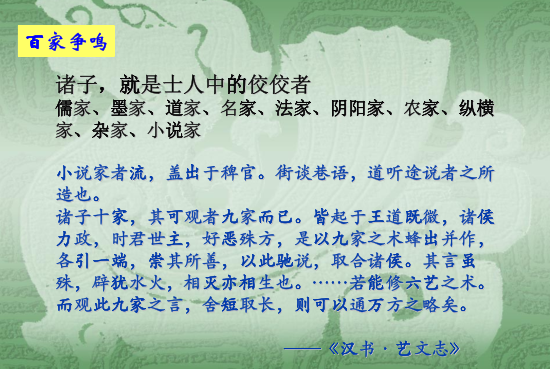 百家争鸣
诸子，就是士人中的佼佼者
儒家、墨家、道家、名家、法家、阴阳家、农家、纵横
家、杂家、小说家
小说家者流，盖出于稗官。街谈巷语，道听途说者之所
造也。
诸子十家，其可观者九家而已。皆起于王道既微，诸侯
力政，时君世主，好恶殊方，是以九家之术蜂出并作，
各引一端，崇其所善，以此驰说，取合诸侯。其言虽
殊，辟犹水火，相灭亦相生也。……若能修六艺之术。
而观此九家之言，舍短取长，则可以通万方之略矣。
——《汉书·艺文志》